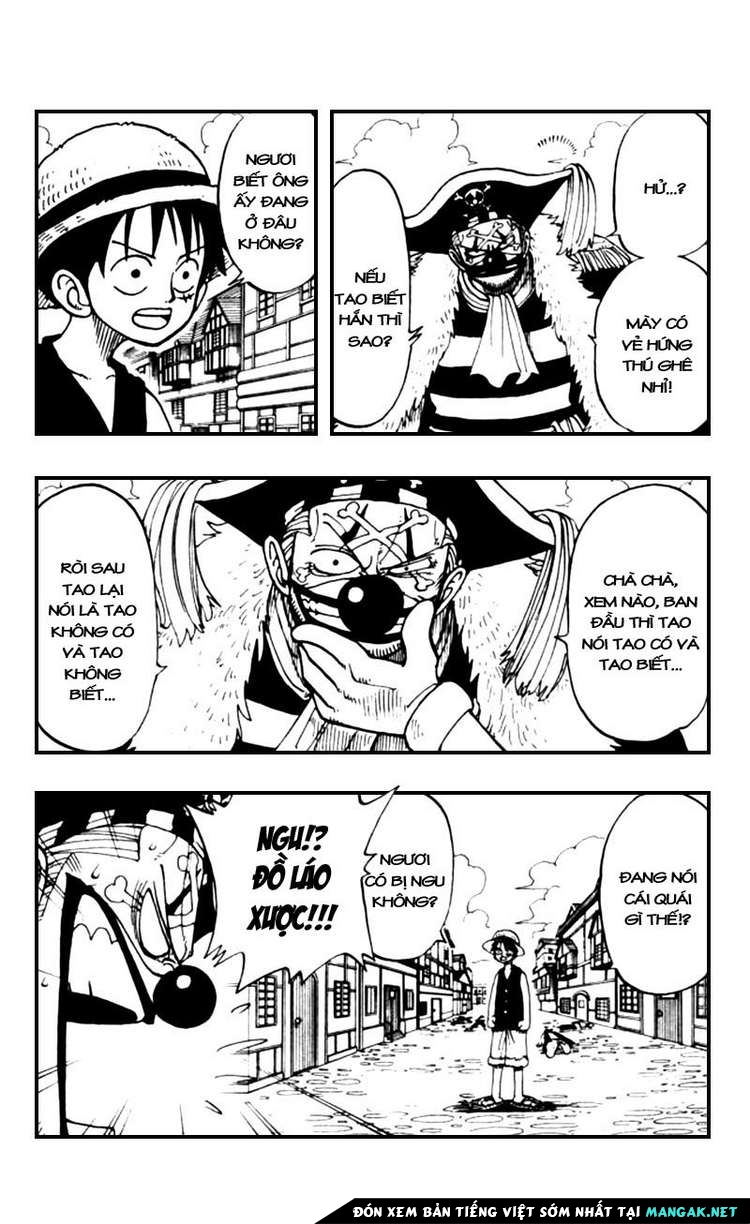 HỬ...?
MÀY CÓ
VẺ HỨNG
THÚ GHÊ
NHỈ!
NẾU
TAO BIẾT
HẮN THÌ
SAO?
NGƯƠI
BIẾT ÔNG
ẤY ĐANG
Ở ĐÂU
KHÔNG?
CHÀ CHÀ,
XEM NÀO, BAN
ĐẦU THÌ TAO
NÓI TAO CÓ VÀ
TAO BIẾT...
RỒI SAU
TAO LẠI
NÓI LÀ TAO
KHÔNG CÓ
VÀ TAO
KHÔNG
BIẾT...
ĐANG NÓI
CÁI QUÁI
GÌ THẾ!?
NGƯƠI
CÓ BỊ NGU
KHÔNG?
NGU!?
ĐỒ LÁO
XƯỢC!!!
ĐÓN XEM BẢN TIẾNG VIỆT SỚM NHẤT TẠI MANGAK.NET